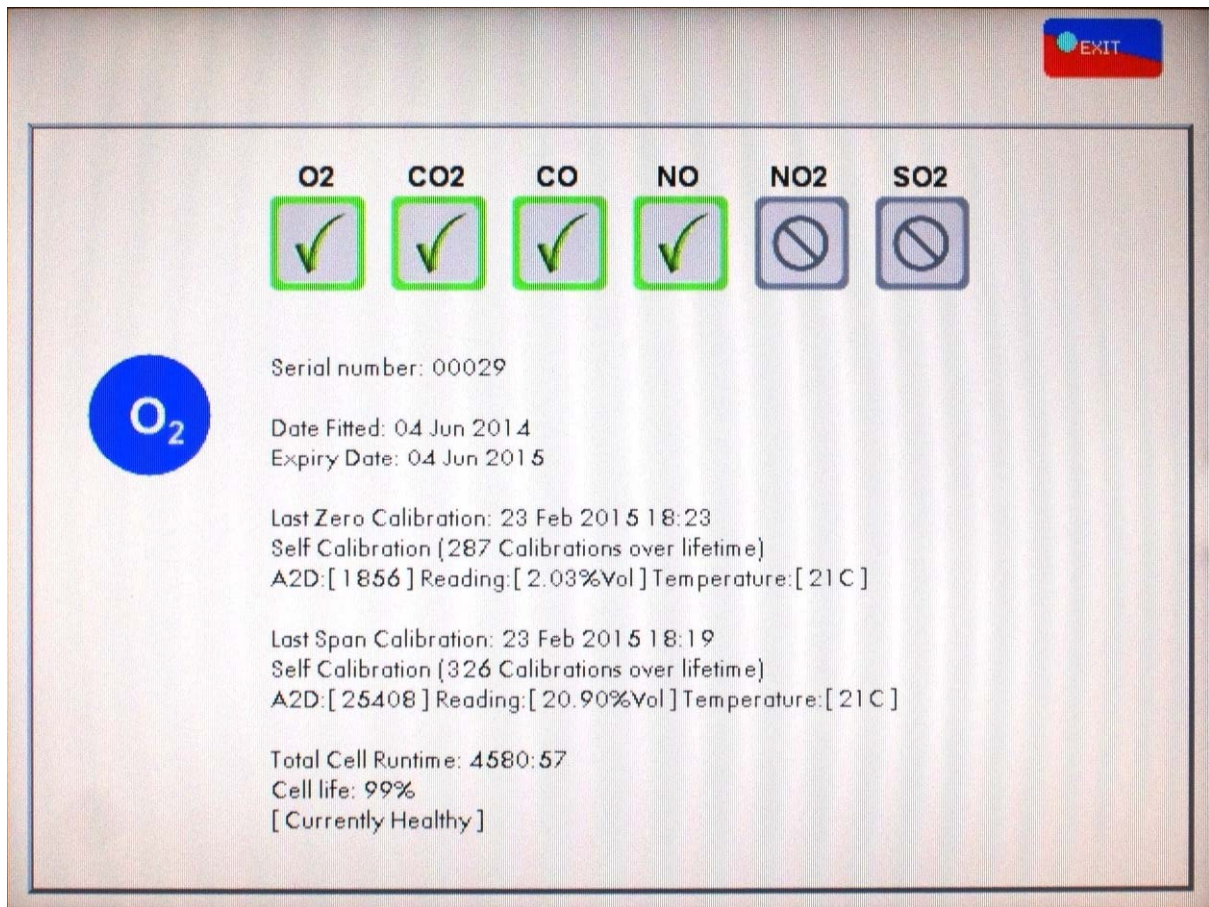 EXIT
O2 CO2 CO NO NO2 SO2
O2
Serial number: 00029
Date Fitted: 04 Jun 2014
Expiry Date: 04 Jun 2015
Last Zero Calibration: 23 Feb 2015 18:23
Self Calibration (287 Calibrations over lifetime)
A2D:[ 1856 ] Reading:[ 2.03%Vol ] Temperature:[ 21C ]
Last Span Calibration: 23 Feb 2015 18:19
Self Calibration (326 Calibrations over lifetime)
A2D:[ 25408 ] Reading:[ 20.90%Vol ] Temperature:[ 21C ]
Total Cell Runtime: 4580:57
Cell life: 99%
[ Currently Healthy ]